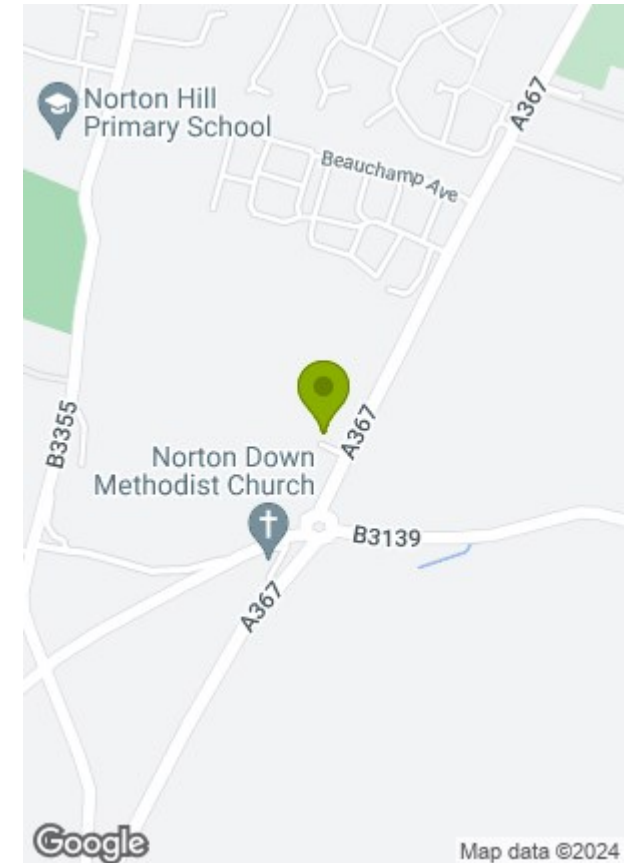 Norton Hill
Primary School
A367
Beauchamp Ave
B3355
A367
Norton Down
Methodist Church
B3139
A367
Google
Map data ©2024